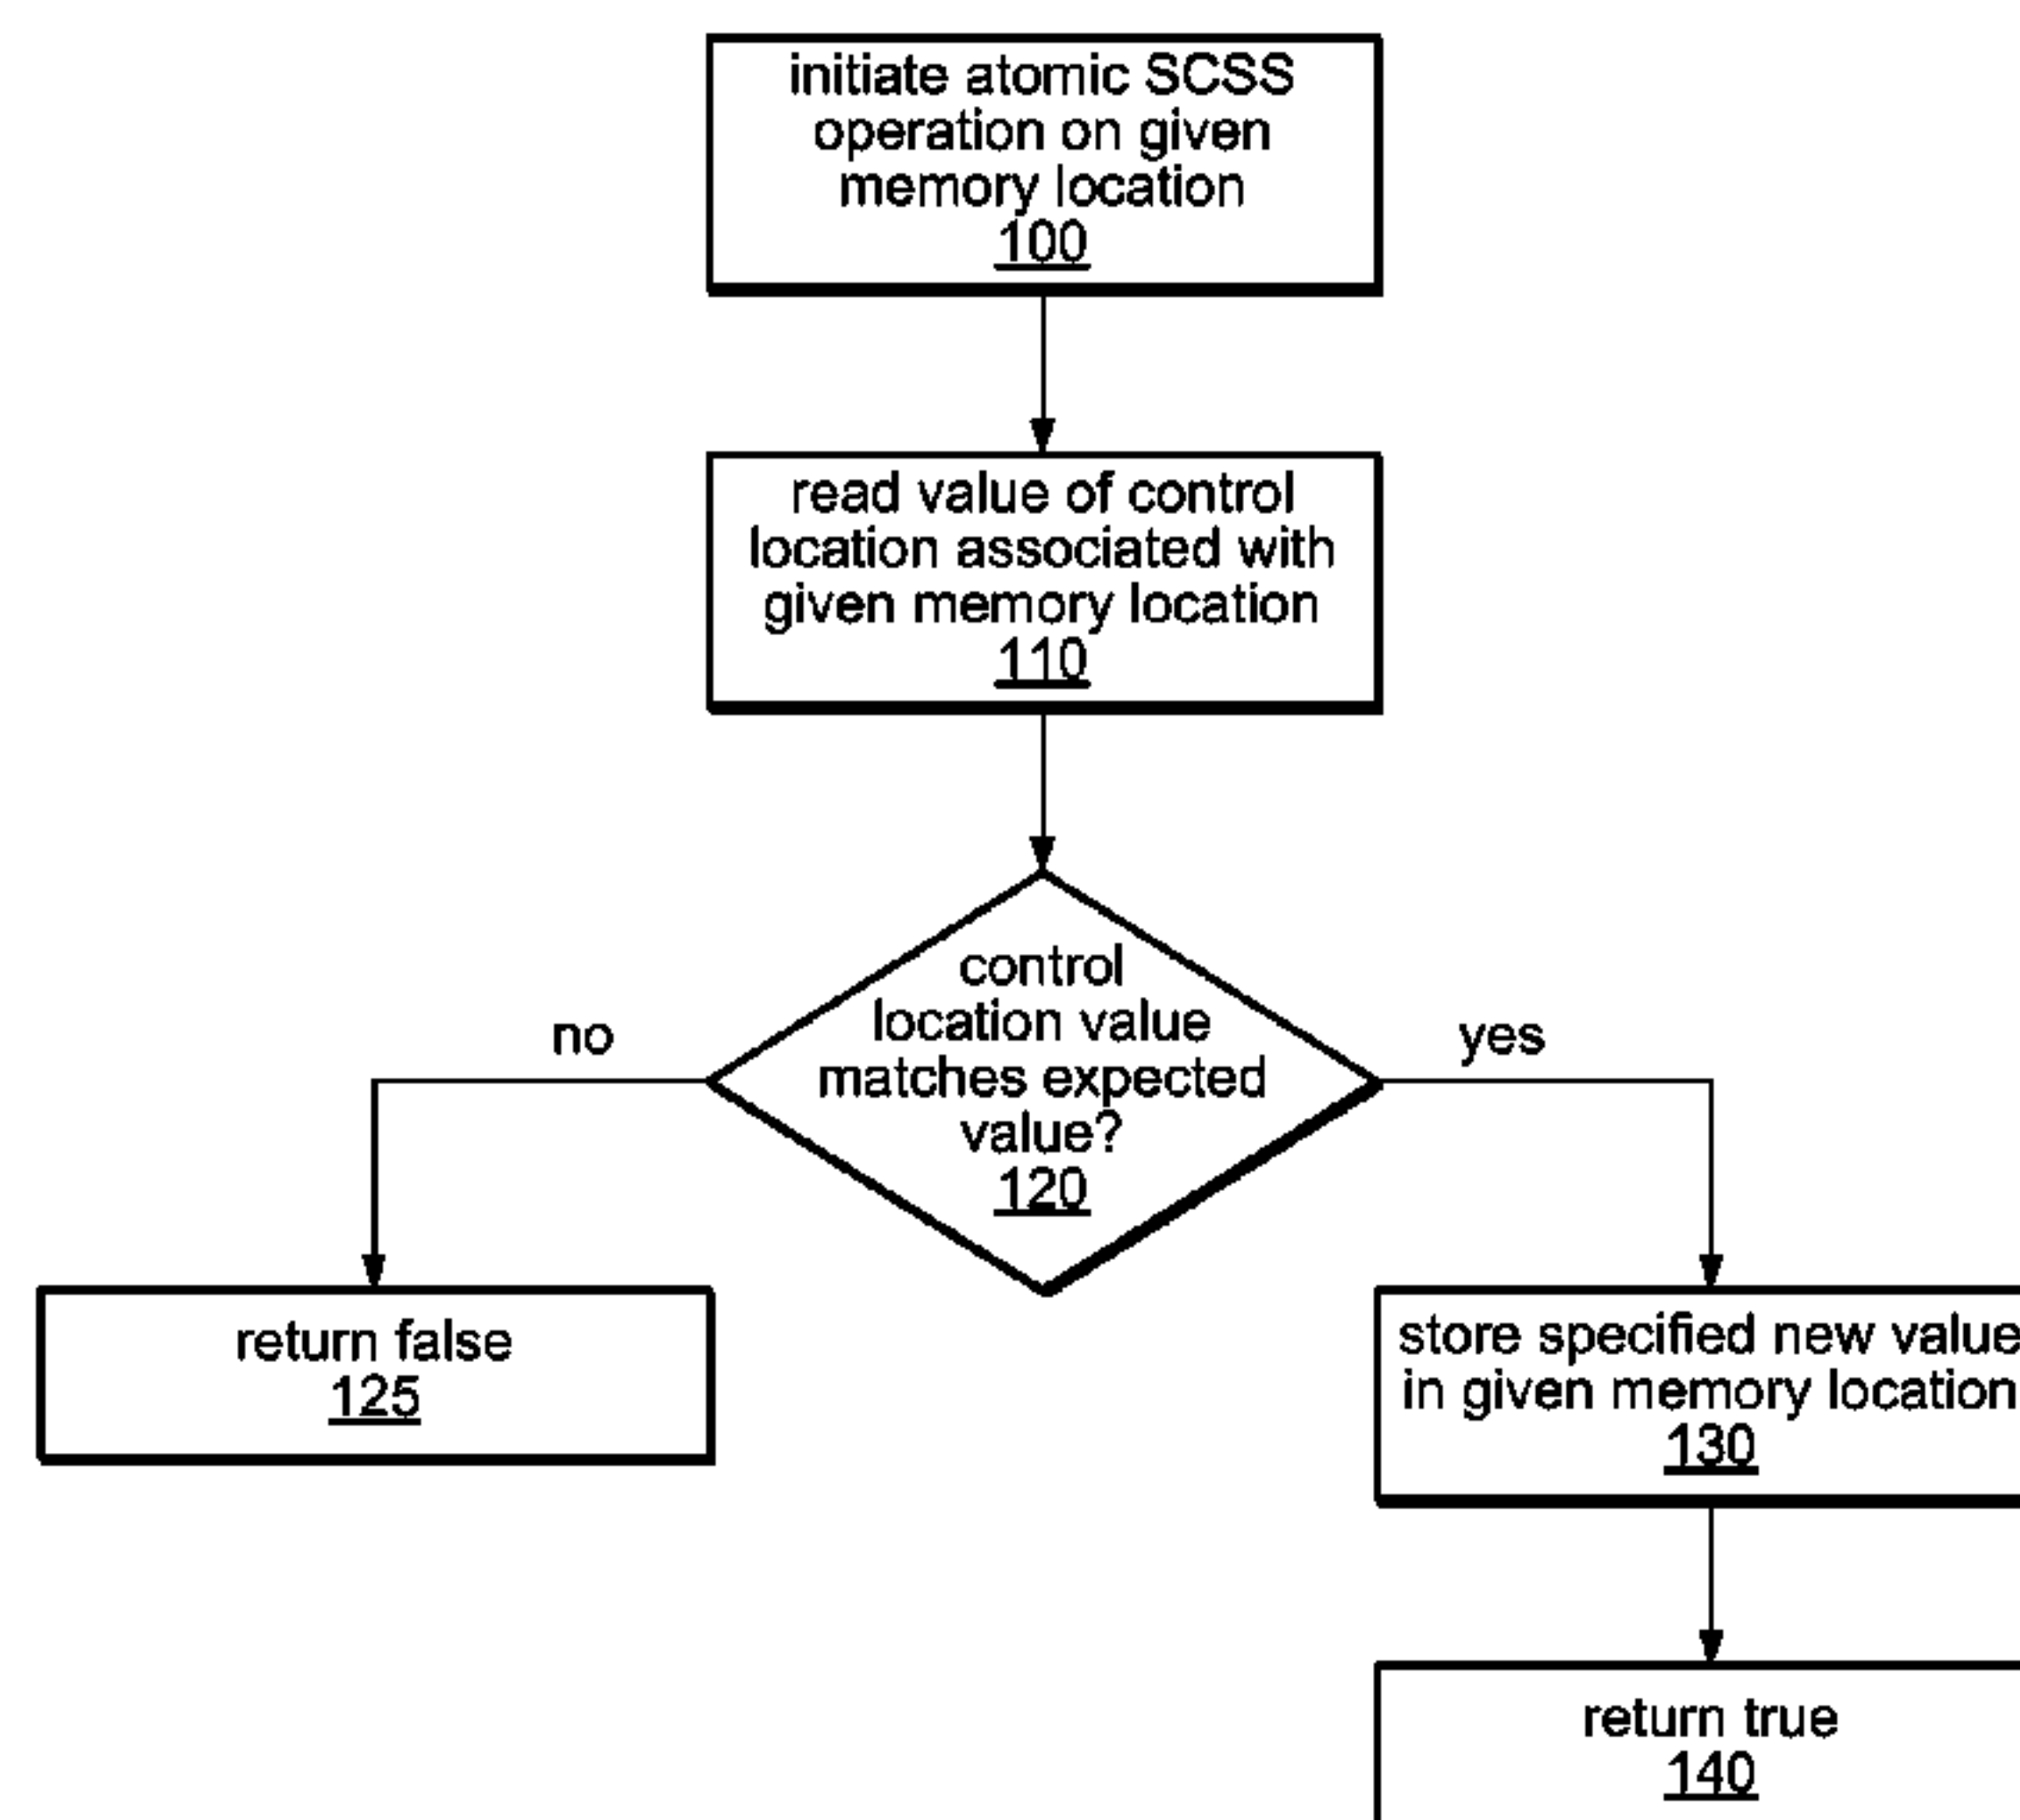 initiate atomic SCSS
operation on given
memory location
100
read value of control
location associated with
given memory location
110
control
location value
matches expected
value?
120
no
yes
return false
125
store specified new value
in given memory location
130
return true
140